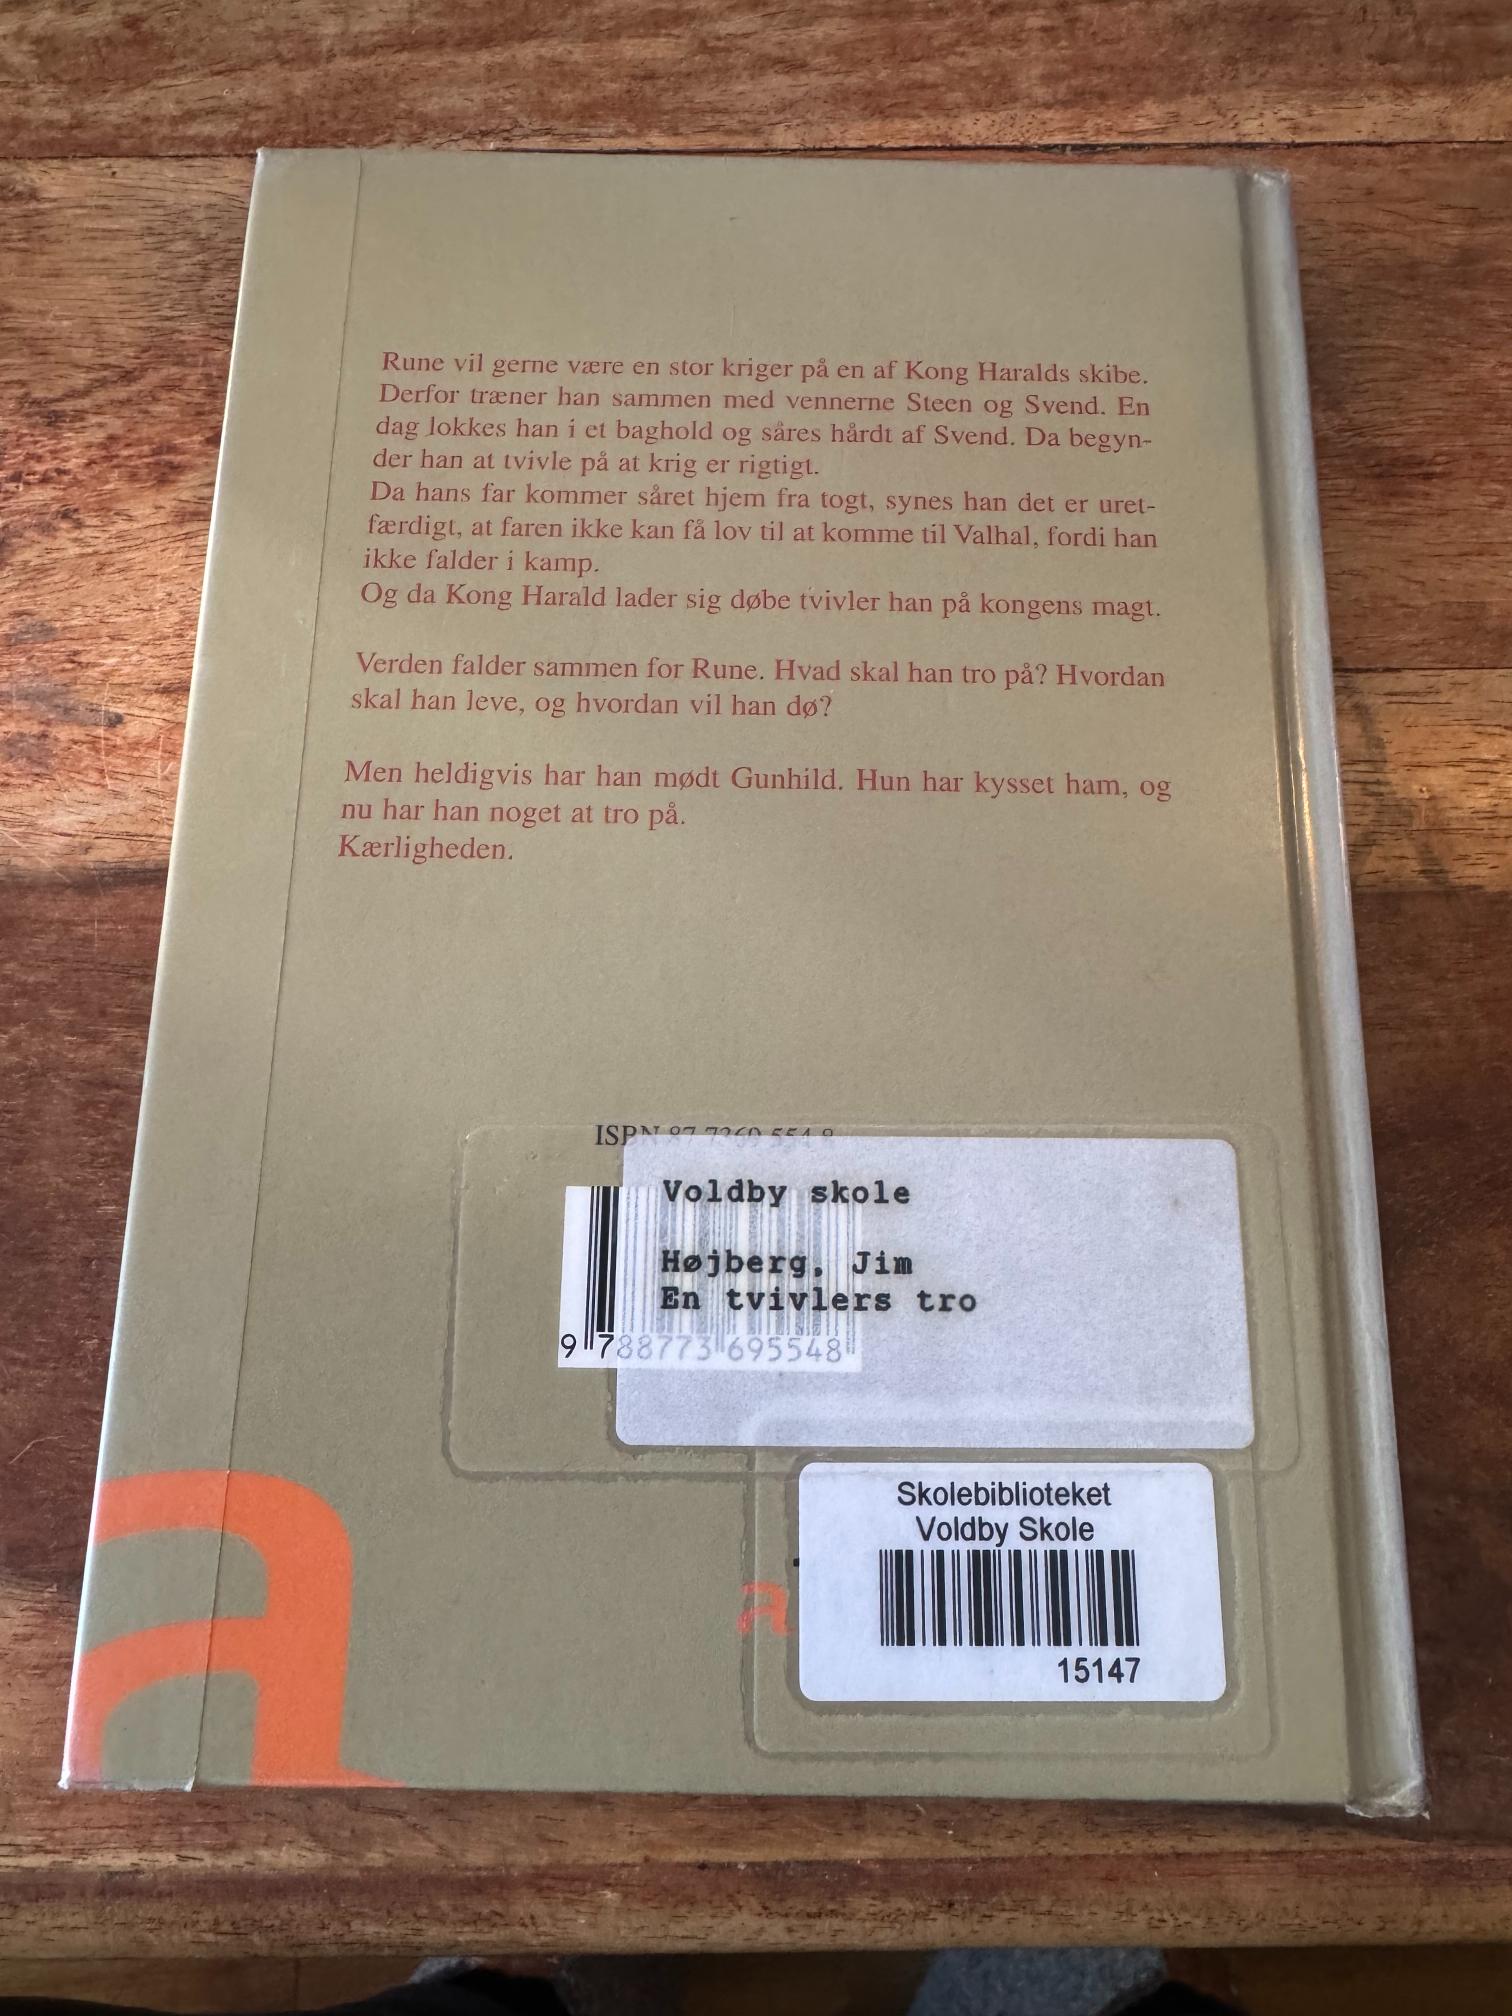 Rune vil gerne være en stor kriger på en af Kong Haralds skibe.
Derfor træner han sammen med vennerne Steen og Svend. En
dag lokkes han i et baghold og såres hårdt af Svend. Da begyn-
der han at tvivle på at krig er rigtigt.
Da hans far kommer såret hjem fra togt, synes han det er uret-
færdigt, at faren ikke kan få lov til at komme til Valhal, fordi han
ikke falder i kamp.
Og da Kong Harald lader sig døbe tvivler han på kongens magt.
Verden falder sammen for Rune. Hvad skal han tro på? Hvordan
skal han leve, og hvordan vil han dø?
Men heldigvis har han mødt Gunhild. Hun har kysset ham, og
nu har han noget at tro på.
Kærligheden.
ISBN 87 7369 554 8
Voldby skole
Højberg, Jim
En tvivlers tro
9 788773 695548
a
a
Skolebiblioteket
Voldby Skole
15147